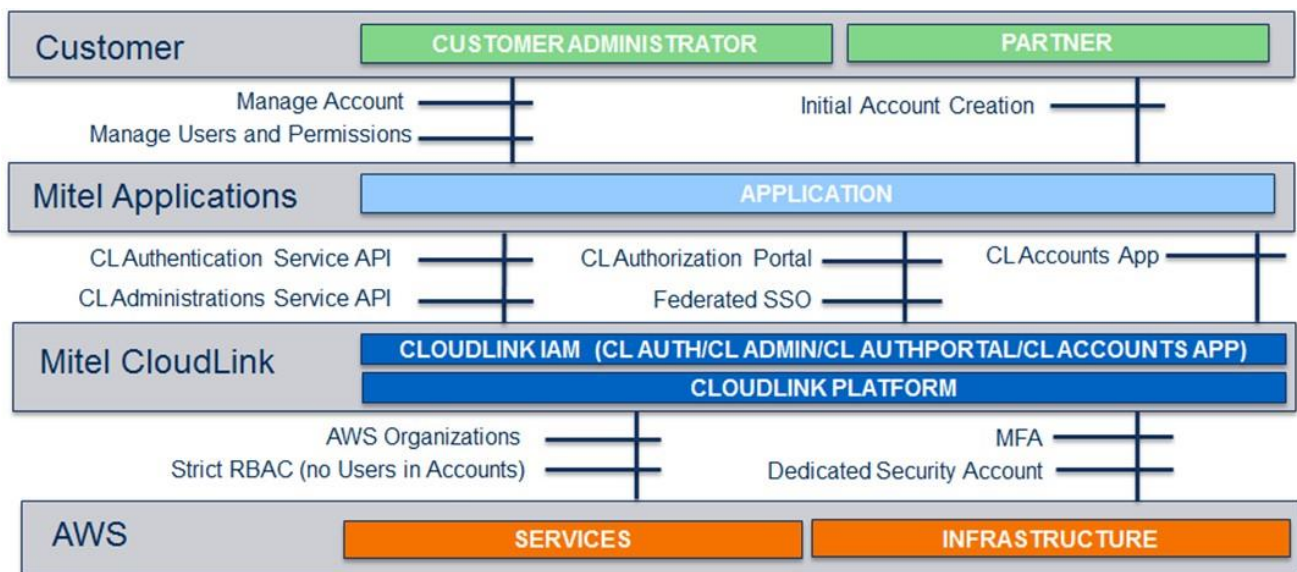 Customer
CUSTOMER ADMINISTRATOR
PARTNER
Manage Account
Initial Account Creation
Manage Users and Permissions
Mitel Applications
APPLICATION
CL Authentication Service API
CL Authorization Portal
CL Accounts App
CL Administrations Service API
Federated SSO
Mitel CloudLink
CLOUDLINK IAM (CL AUTH/CL ADMIN/CL AUTHPORTAL/CL ACCOUNTS APP)
CLOUDLINK PLATFORM
AWS Organizations
MFA
Strict RBAC (no Users in Accounts)
Dedicated Security Account
AWS
SERVICES
INFRASTRUCTURE